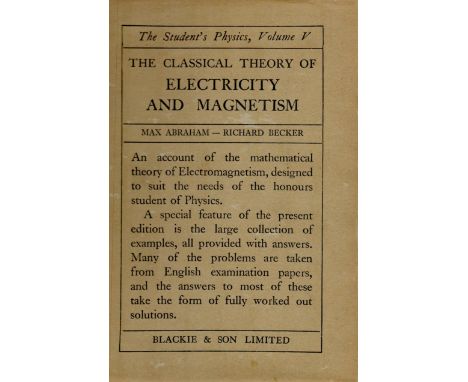 The Student's Physics, Volume V
THE CLASSICAL THEORY OF
ELECTRICITY
AND MAGNETISM
MAX ABRAHAM — RICHARD BECKER
An account of the mathematical
theory of Electromagnetism, designed
to suit the needs of the honours
student of Physics.
A special feature of the present
edition is the large collection of
examples, all provided with answers.
Many of the problems are taken
from English examination papers,
and the answers to most of these
take the form of fully worked out
solutions.
BLACKIE & SON LIMITED